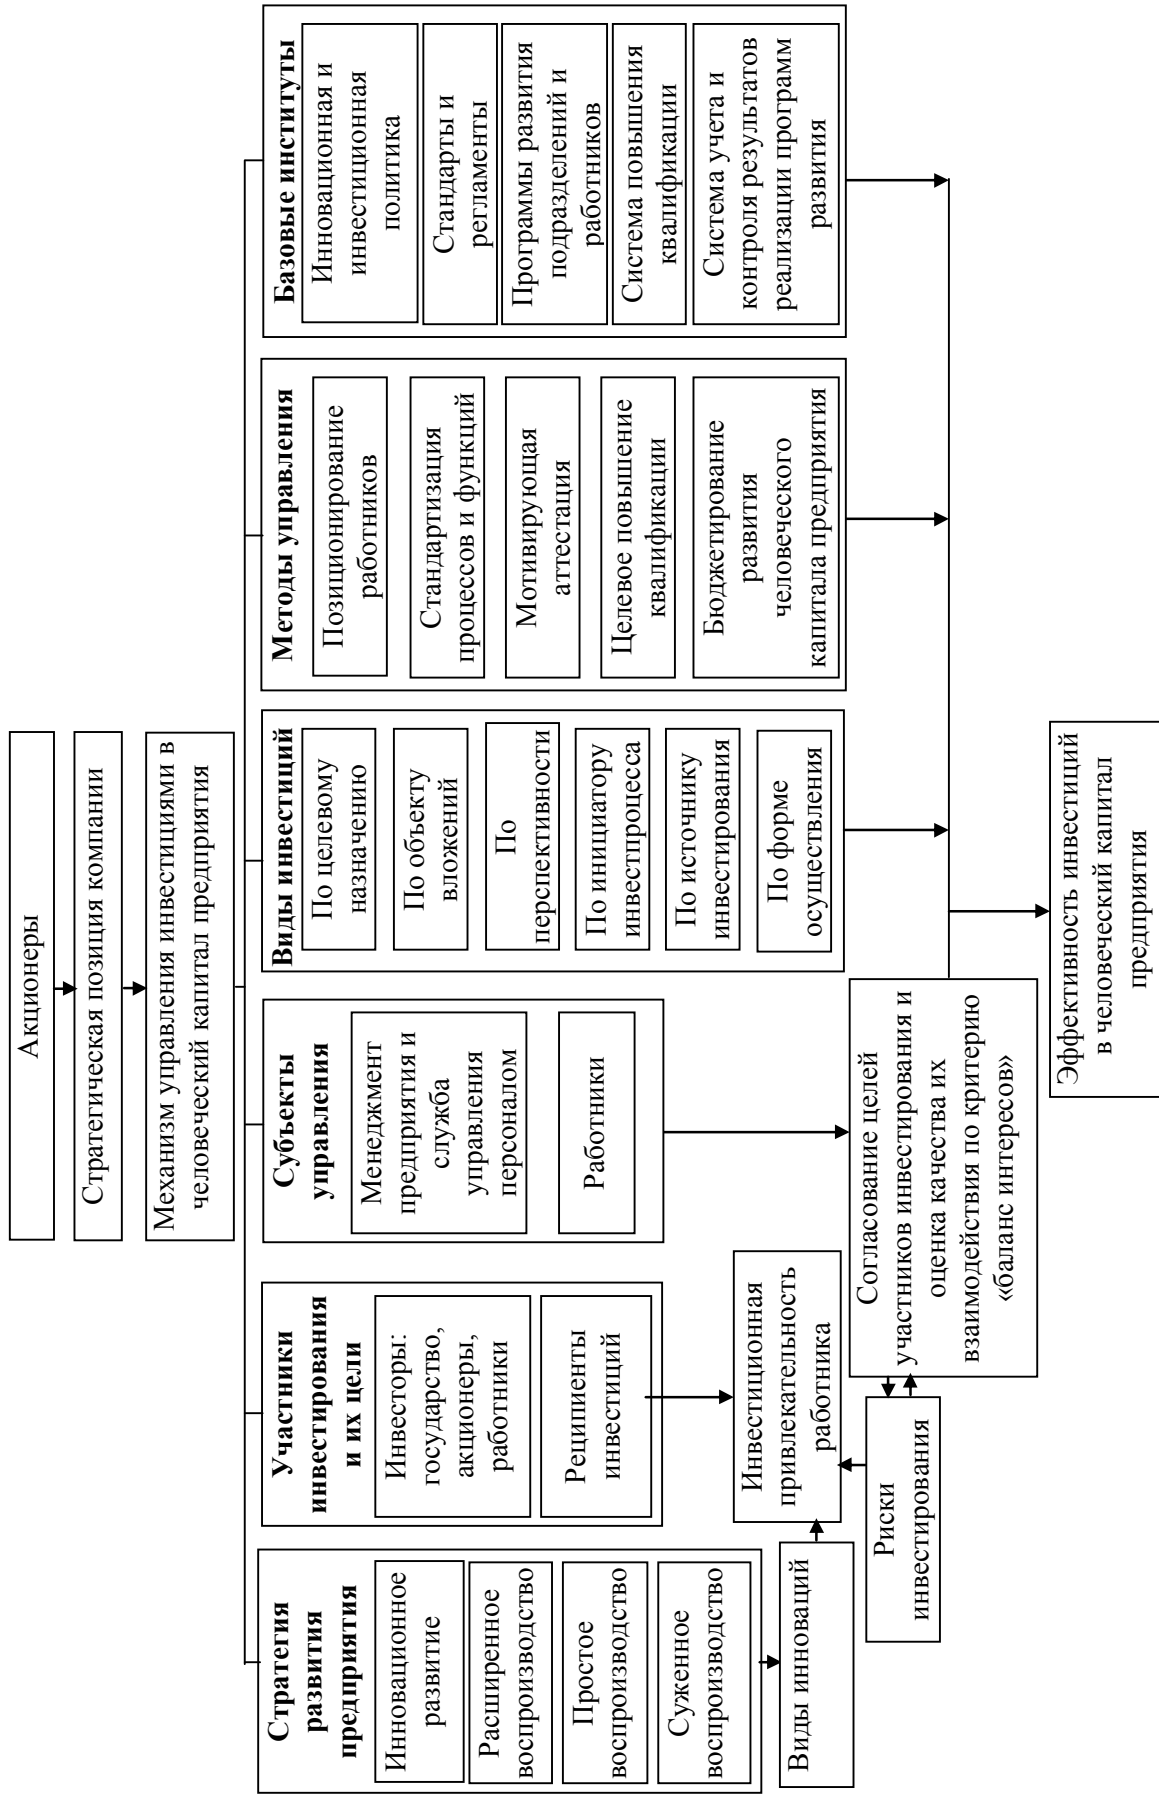 Акционеры
Стратегическая позиция компании
Механизм управления инвестициями в
человеческий капитал предприятия
Стратегия
развития
предприятия
Инновационное
развитие
Расширенное
воспроизводство
Простое
воспроизводство
Суженное
воспроизводство
Участники
инвестирования
и их цели
Инвесторы:
государство,
акционеры,
работники
Реципиенты
инвестиций
Субъекты
управления
Менеджмент
предприятия и
служба
управления
персоналом
Работники
Виды инвестиций
По целевому
назначению
По объекту
вложений
По
перспективности
По инициатору
инвестпроцесса
По источнику
инвестирования
По форме
осуществления
Методы управления
Позиционирование
работников
Стандартизация
процессов и функций
Мотивирующая
аттестация
Целевое повышение
квалификации
Бюджетирование
развития
человеческого
капитала предприятия
Базовые институты
Инновационная и
инвестиционная
политика
Стандарты и
регламенты
Программы развития
подразделений и
работников
Система повышения
квалификации
Система учета и
контроля результатов
реализации программ
развития
Виды инноваций
Инвестиционная
привлекательность
работника
Риски
инвестирования
Согласование целей
участников инвестирования и
оценка качества их
взаимодействия по критерию
«баланс интересов»
Эффективность инвестиций
в человеческий капитал
предприятия